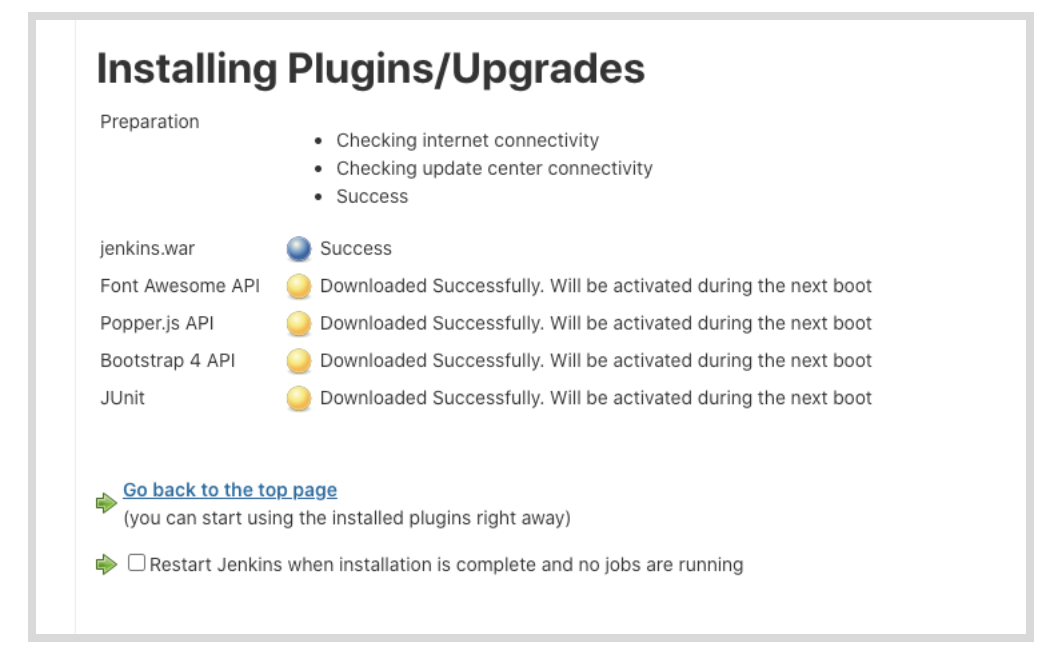 Installing Plugins/Upgrades
Preparation
Checking internet connectivity
Checking update center connectivity
Success
jenkins.war Success
Font Awesome API Downloaded Successfully. Will be activated during the next boot
Popper.js API Downloaded Successfully. Will be activated during the next boot
Bootstrap 4 API Downloaded Successfully. Will be activated during the next boot
JUnit Downloaded Successfully. Will be activated during the next boot
Go back to the top page
(you can start using the installed plugins right away)
Restart Jenkins when installation is complete and no jobs are running